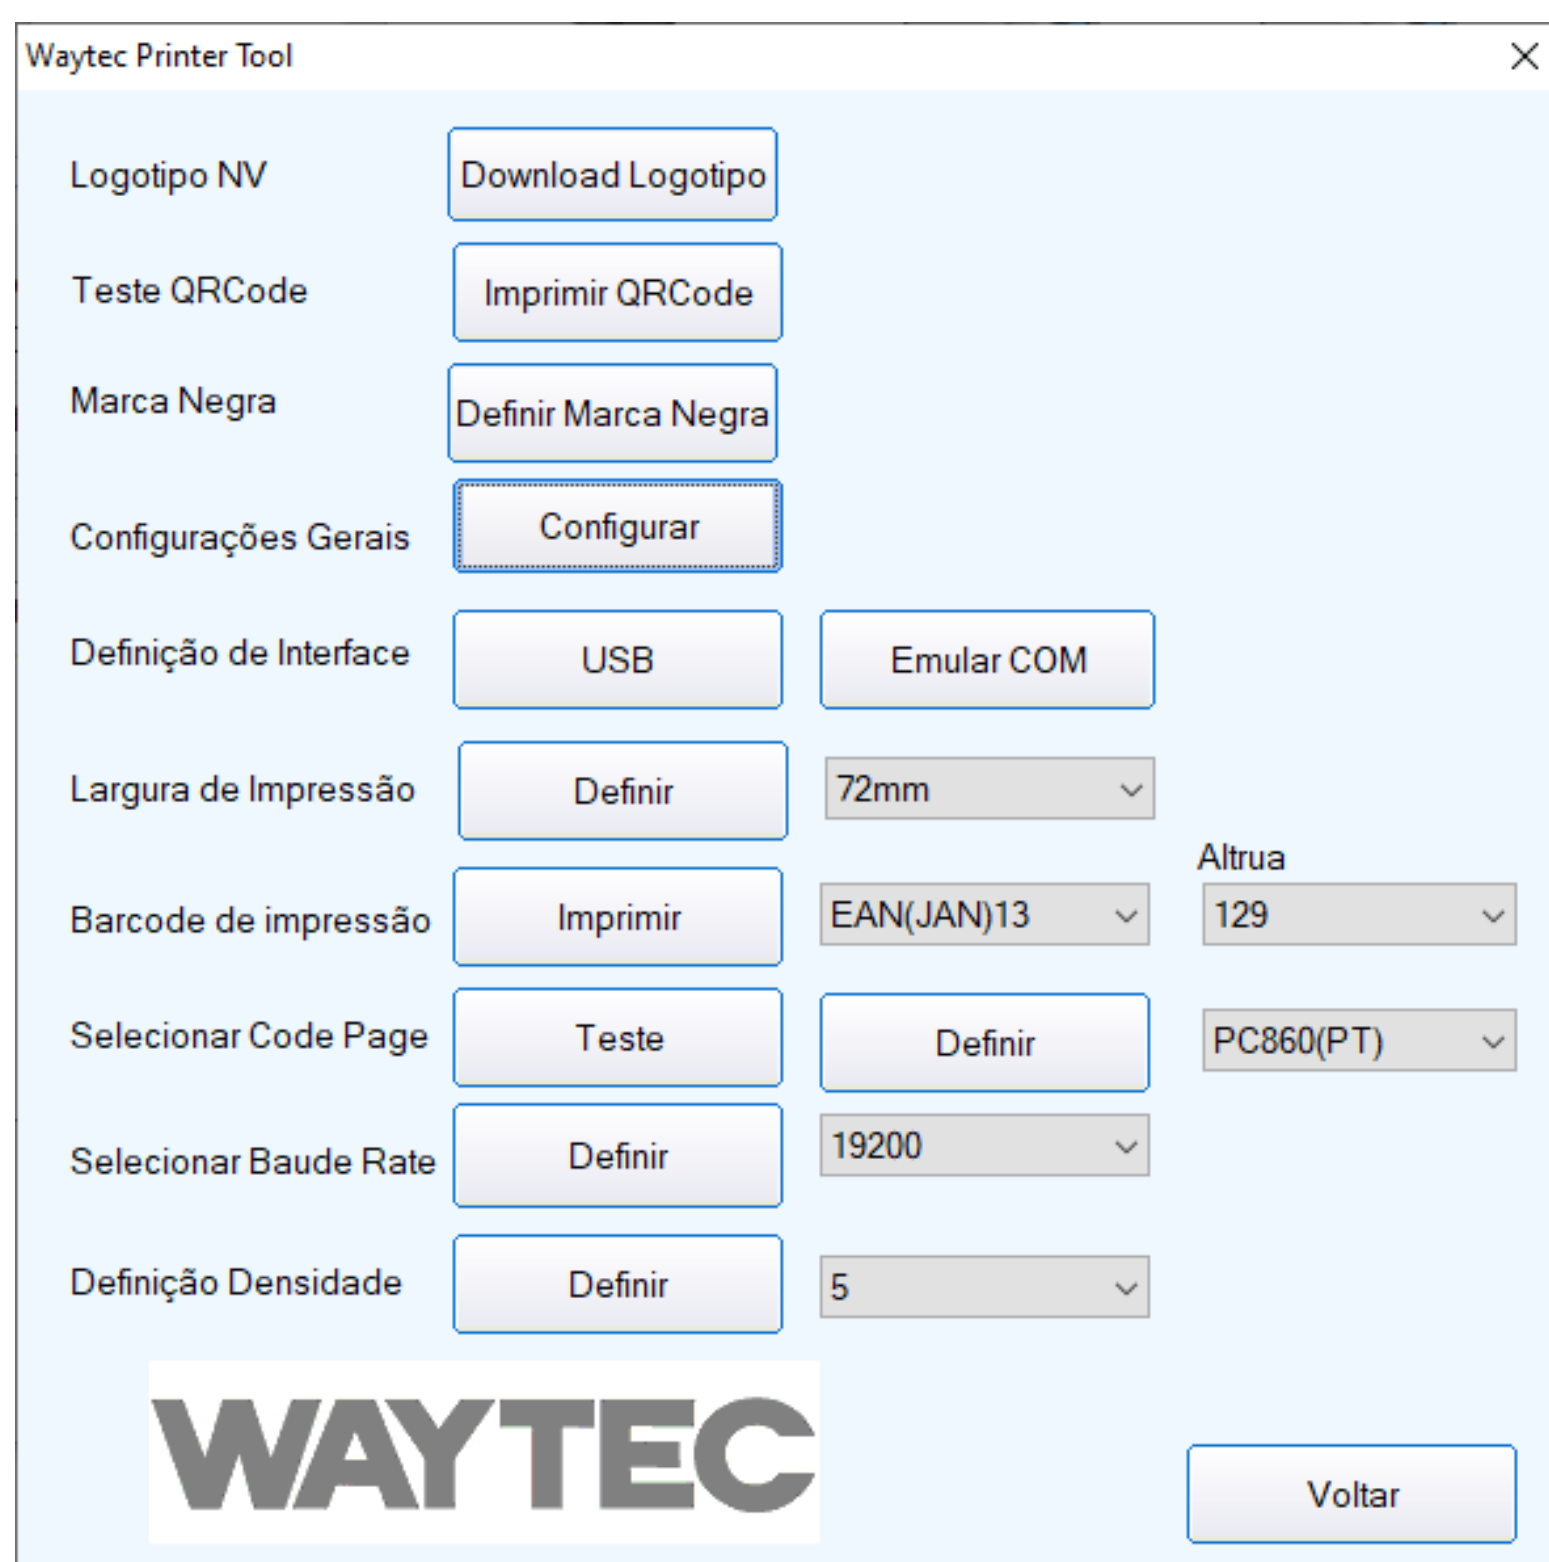 Waytec Printer Tool
Logotipo NV Download Logotipo
Teste QRCode Imprimir QRCode
Marca Negra Definir Marca Negra
Configurações Gerais Configurar
Definição de Interface USB Emular COM
Largura de Impressão Definir 72mm
Altrua
Barcode de impressão Imprimir EAN(JAN)13 129
Selecionar Code Page Teste Definir PC860(PT)
Selecionar Baude Rate Definir 19200
Definição Densidade Definir 5
WAYTEC
Voltar